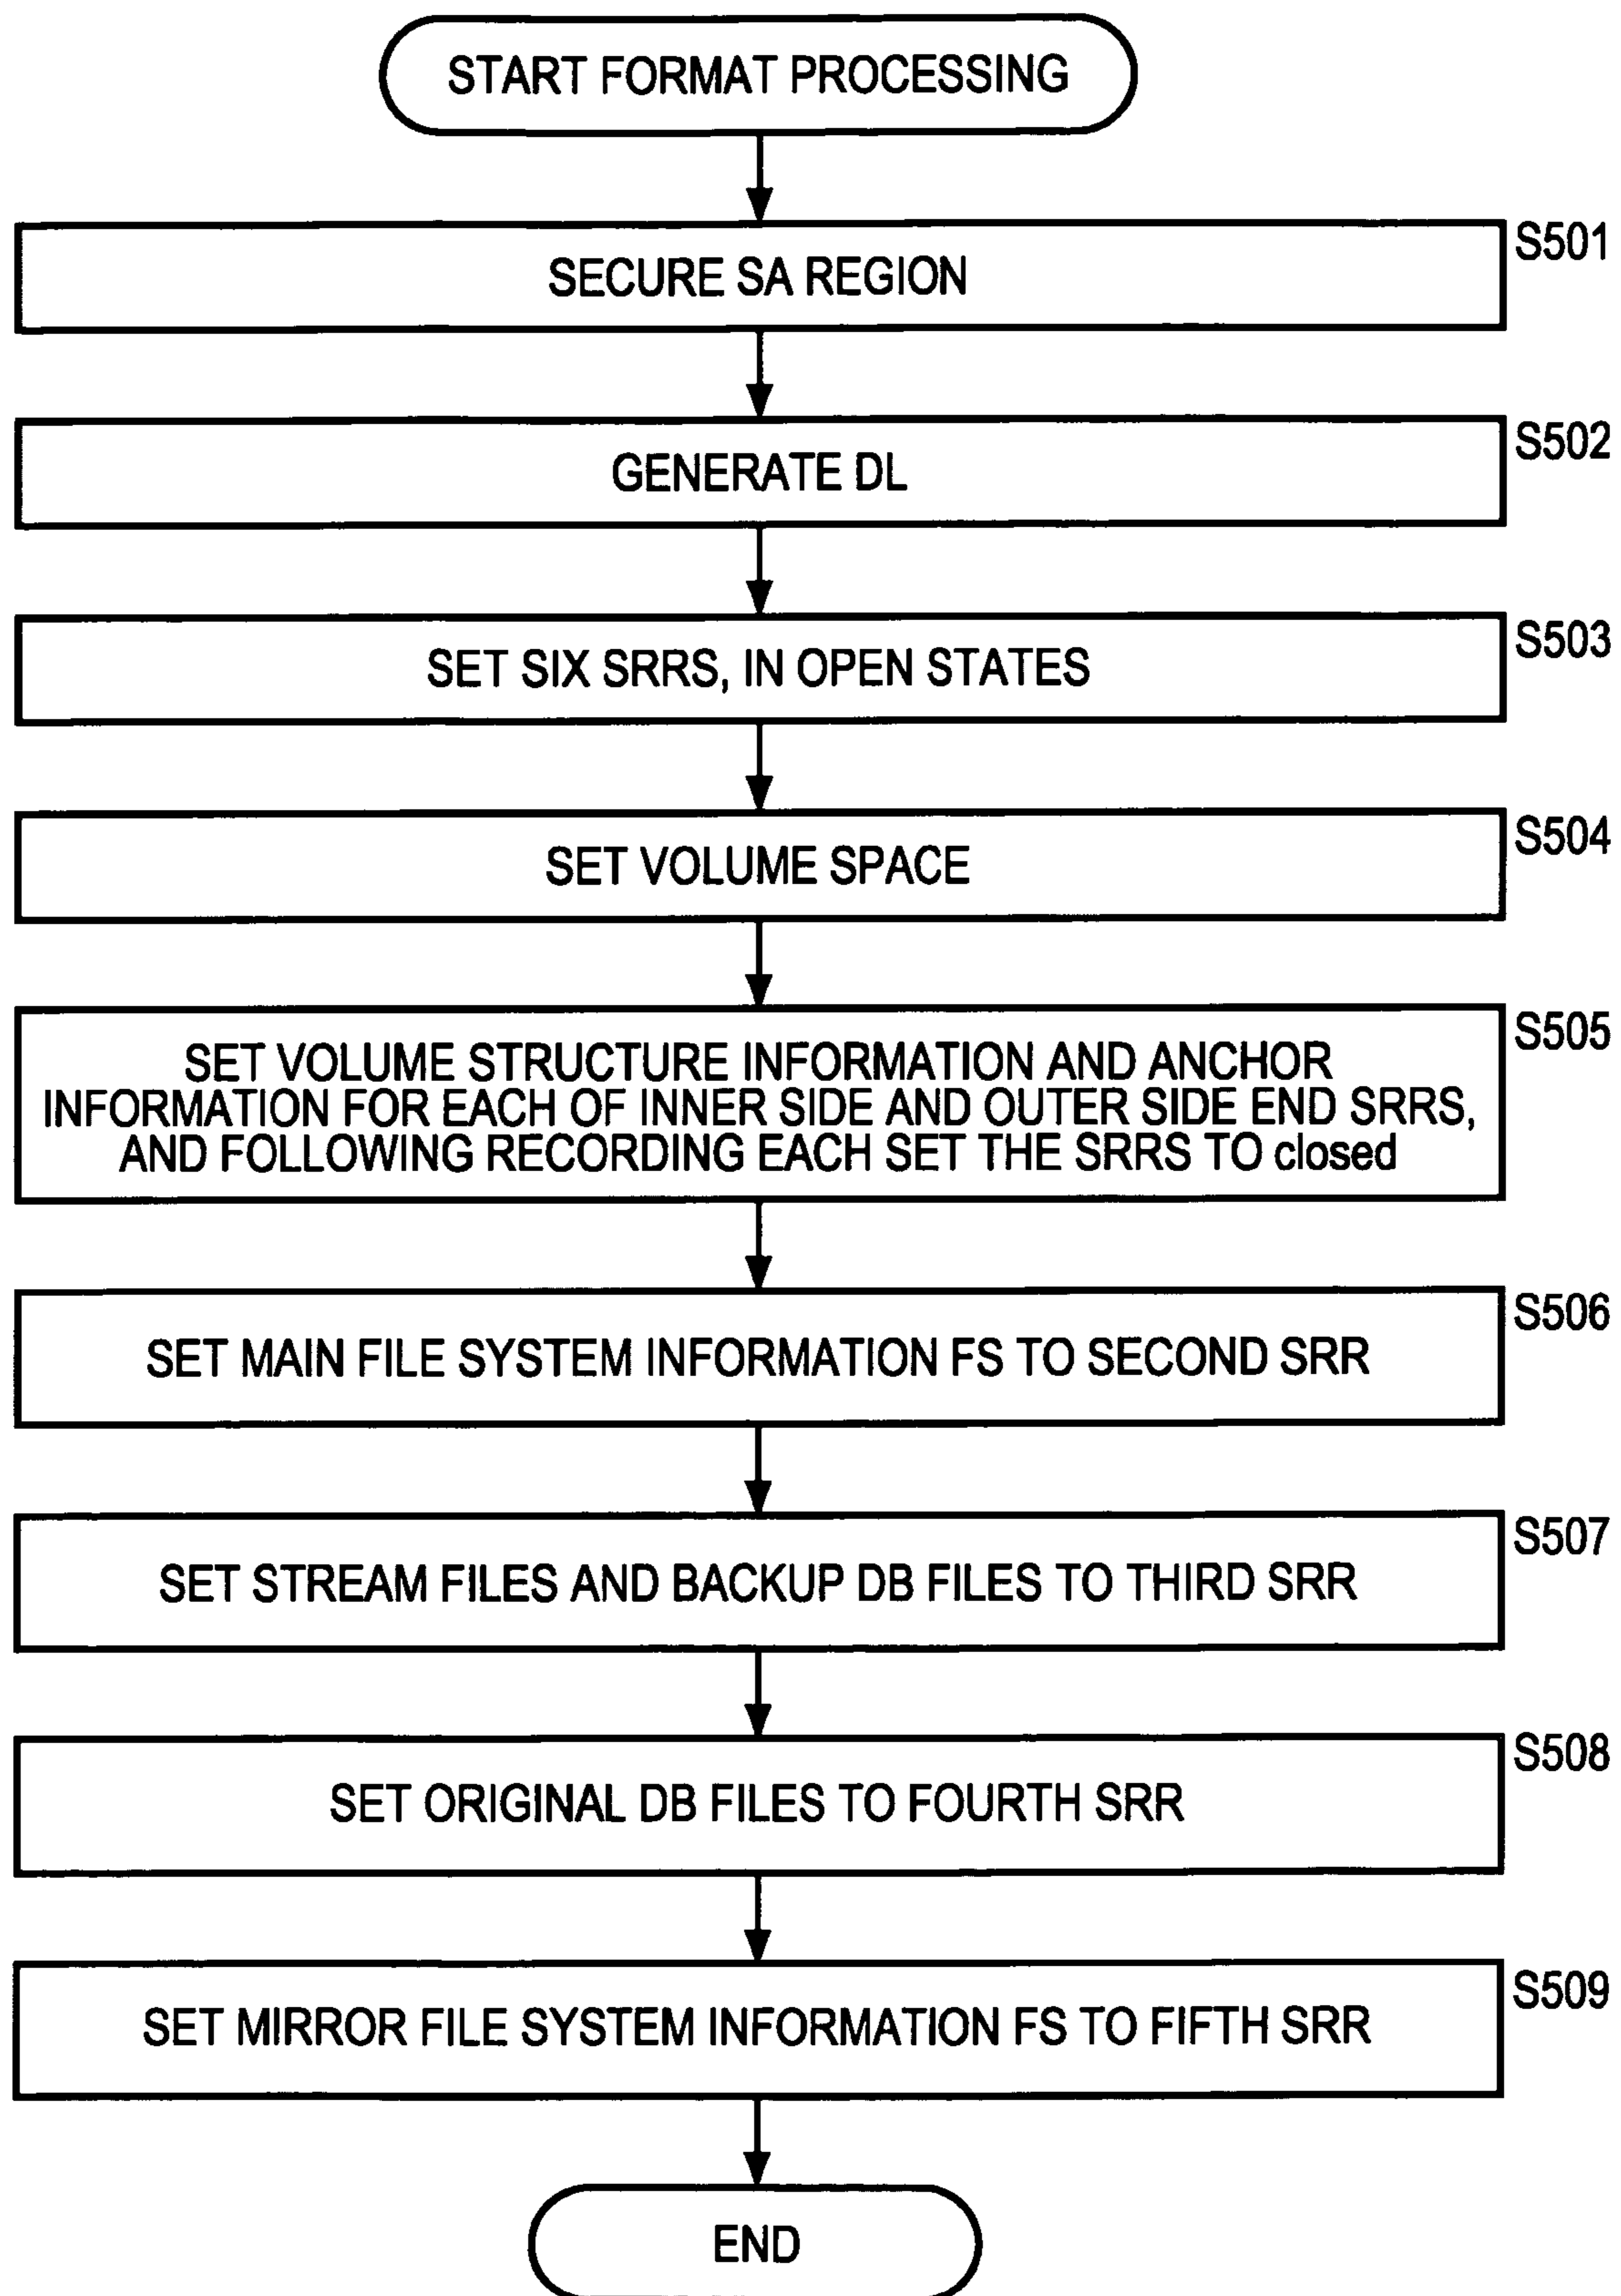 START FORMAT PROCESSING
S501
SECURE SA REGION
S502
GENERATE DL
S503
SET SIX SRRS, IN OPEN STATES
S504
SET VOLUME SPACE
S505
SET VOLUME STRUCTURE INFORMATION AND ANCHOR
INFORMATION FOR EACH OF INNER SIDE AND OUTER SIDE END SRRS,
AND FOLLOWING RECORDING EACH SET THE SRRS TO closed
S506
SET MAIN FILE SYSTEM INFORMATION FS TO SECOND SRR
S507
SET STREAM FILES AND BACKUP DB FILES TO THIRD SRR
S508
SET ORIGINAL DB FILES TO FOURTH SRR
S509
SET MIRROR FILE SYSTEM INFORMATION FS TO FIFTH SRR
END